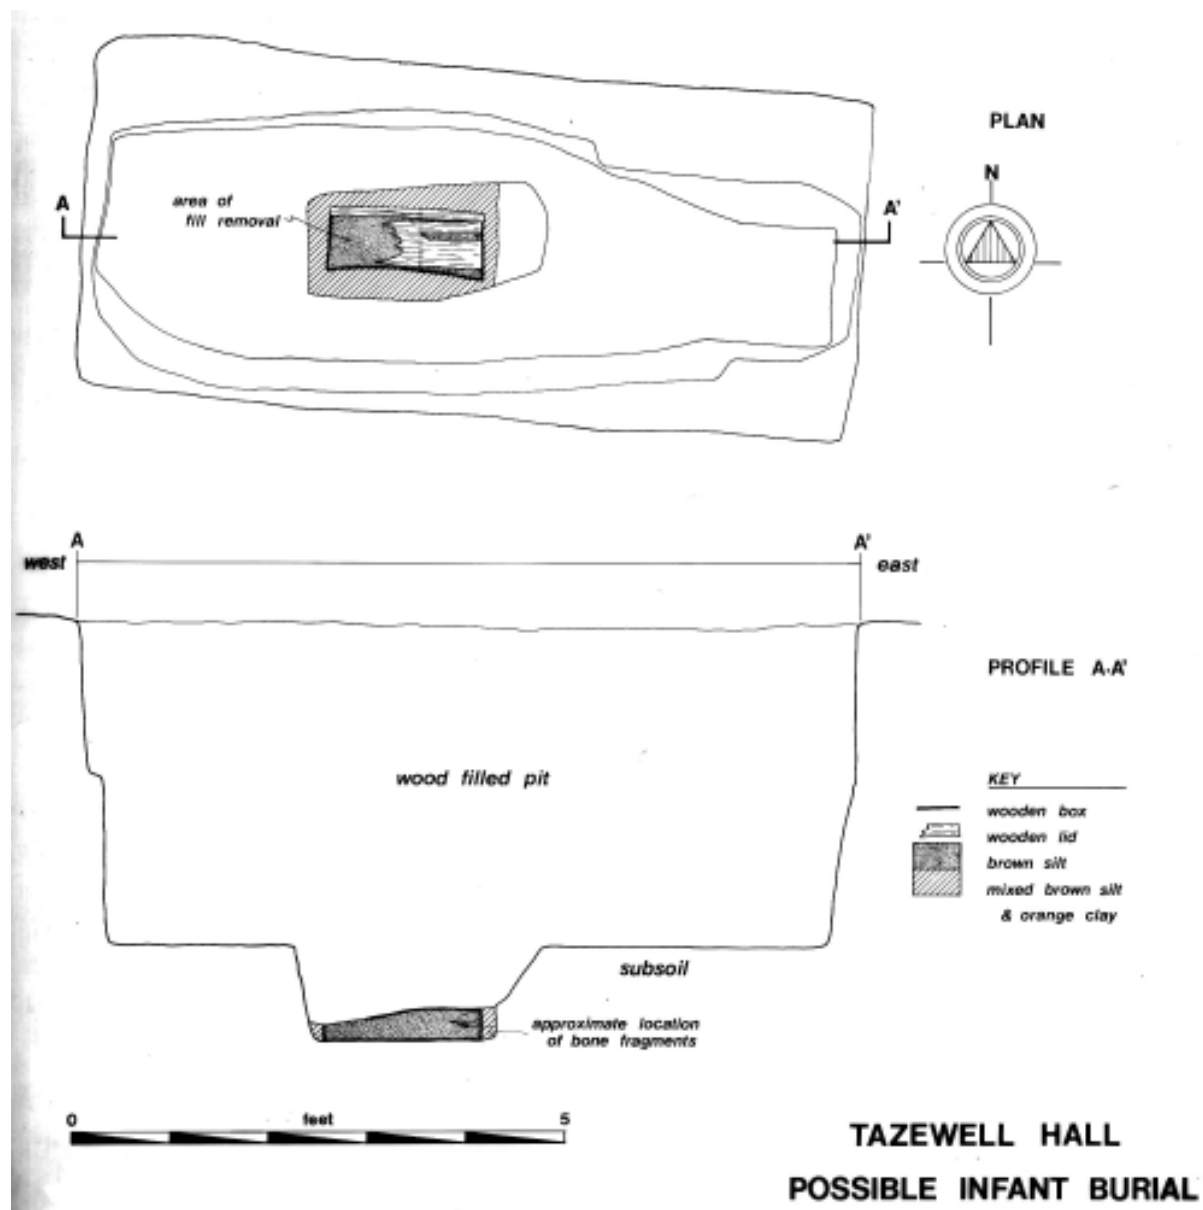 PLAN
N
A
area of
fill removal
A'
A
A'
west
east
PROFILE A-A'
wood filled pit
KEY
wooden box
wooden lid
brown silt
mixed brown silt
& orange clay
subsoil
approximate location
of bone fragments
0 feet 5
TAZEWELL HALL
POSSIBLE INFANT BURIAL